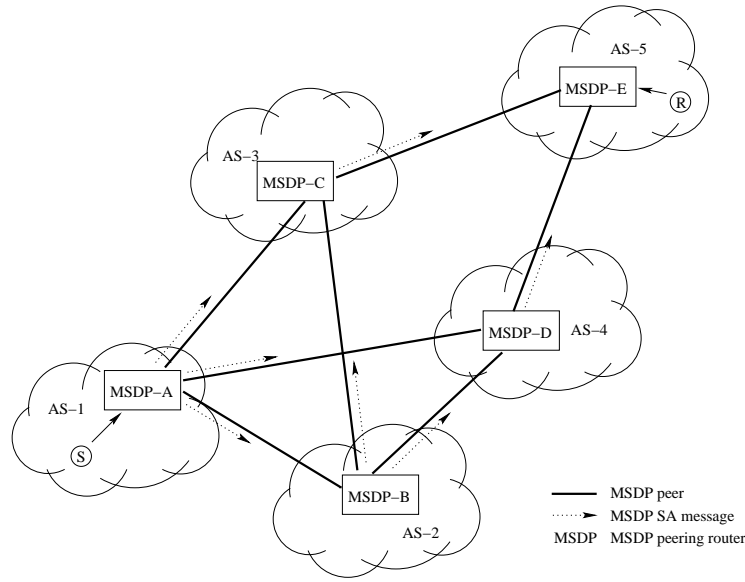 AS−5
MSDP−E
R
AS−3
MSDP−C
MSDP−D
AS−4
MSDP−A
AS−1
S
MSDP−B
AS−2
MSDP peer
MSDP SA message
MSDP MSDP peering router